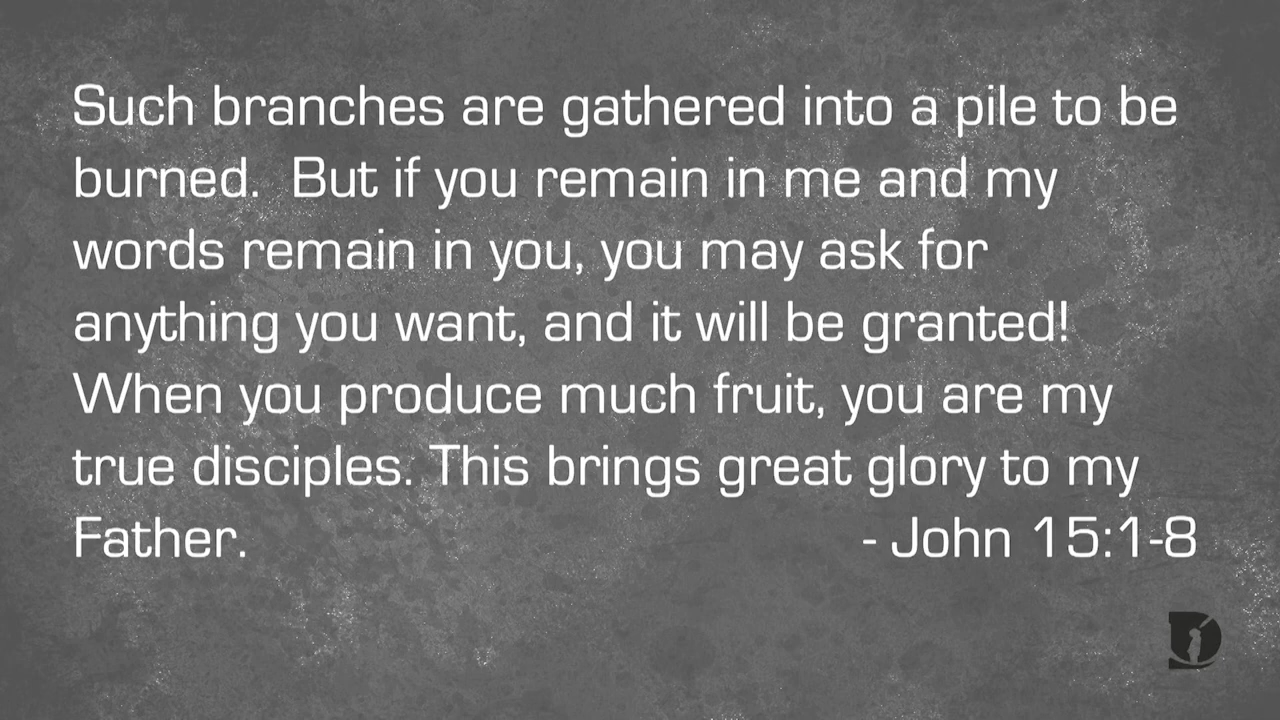 Such branches are gathered into a pile to be
burned.  But if you remain in me and my
words remain in you, you may ask for
anything you want, and it will be granted!
When you produce much fruit, you are my
true disciples. This brings great glory to my
Father. - John 15:1-8
D